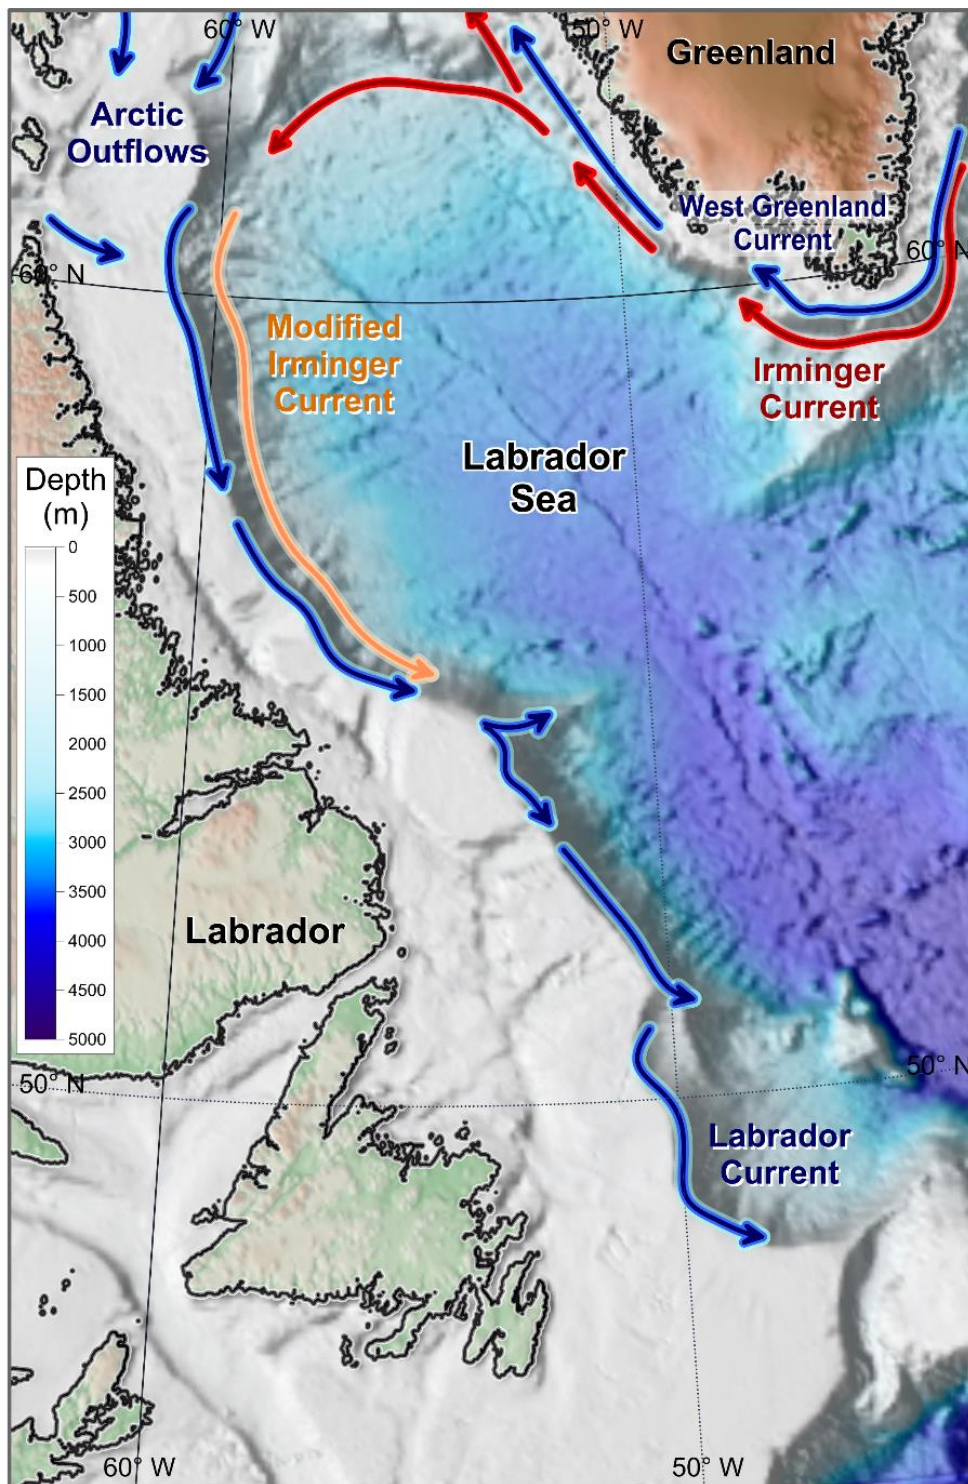 60° W
50° W
Greenland
Arctic
Outflows
West Greenland
Current
60° N
60° N
Modified
Irminger
Current
Irminger
Current
Labrador
Sea
Depth
(m)
0
500
1000
1500
2000
2500
3000
3500
4000
4500
5000
Labrador
50° N
50° N
Labrador
Current
60° W
50° W